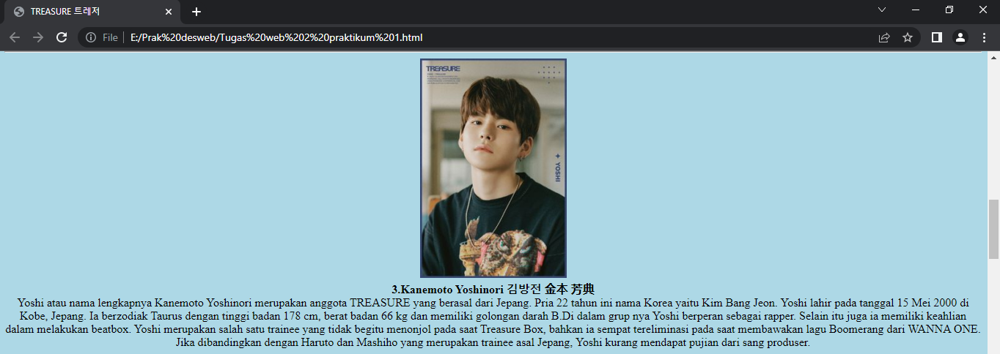 TREASURE 트레저
File
E:/Prak%20desweb/Tugas%20web%202%20praktikum%201.html
TREASURE
YOSHI
3.Kanemoto Yoshinori 김방전 金本 芳典
Yoshi atau nama lengkapnya Kanemoto Yoshinori merupakan anggota TREASURE yang berasal dari Jepang. Pria 22 tahun ini nama Korea yaitu Kim Bang Jeon. Yoshi lahir pada tanggal 15 Mei 2000 di
Kobe, Jepang. Ia berzodiak Taurus dengan tinggi badan 178 cm, berat badan 66 kg dan memiliki golongan darah B.Di dalam grup nya Yoshi berperan sebagai rapper. Selain itu juga ia memiliki keahlian
dalam melakukan beatbox. Yoshi merupakan salah satu trainee yang tidak begitu menonjol pada saat Treasure Box, bahkan ia sempat tereliminasi pada saat membawakan lagu Boomerang dari WANNA ONE.
Jika dibandingkan dengan Haruto dan Mashiho yang merupakan trainee asal Jepang, Yoshi kurang mendapat pujian dari sang produser.